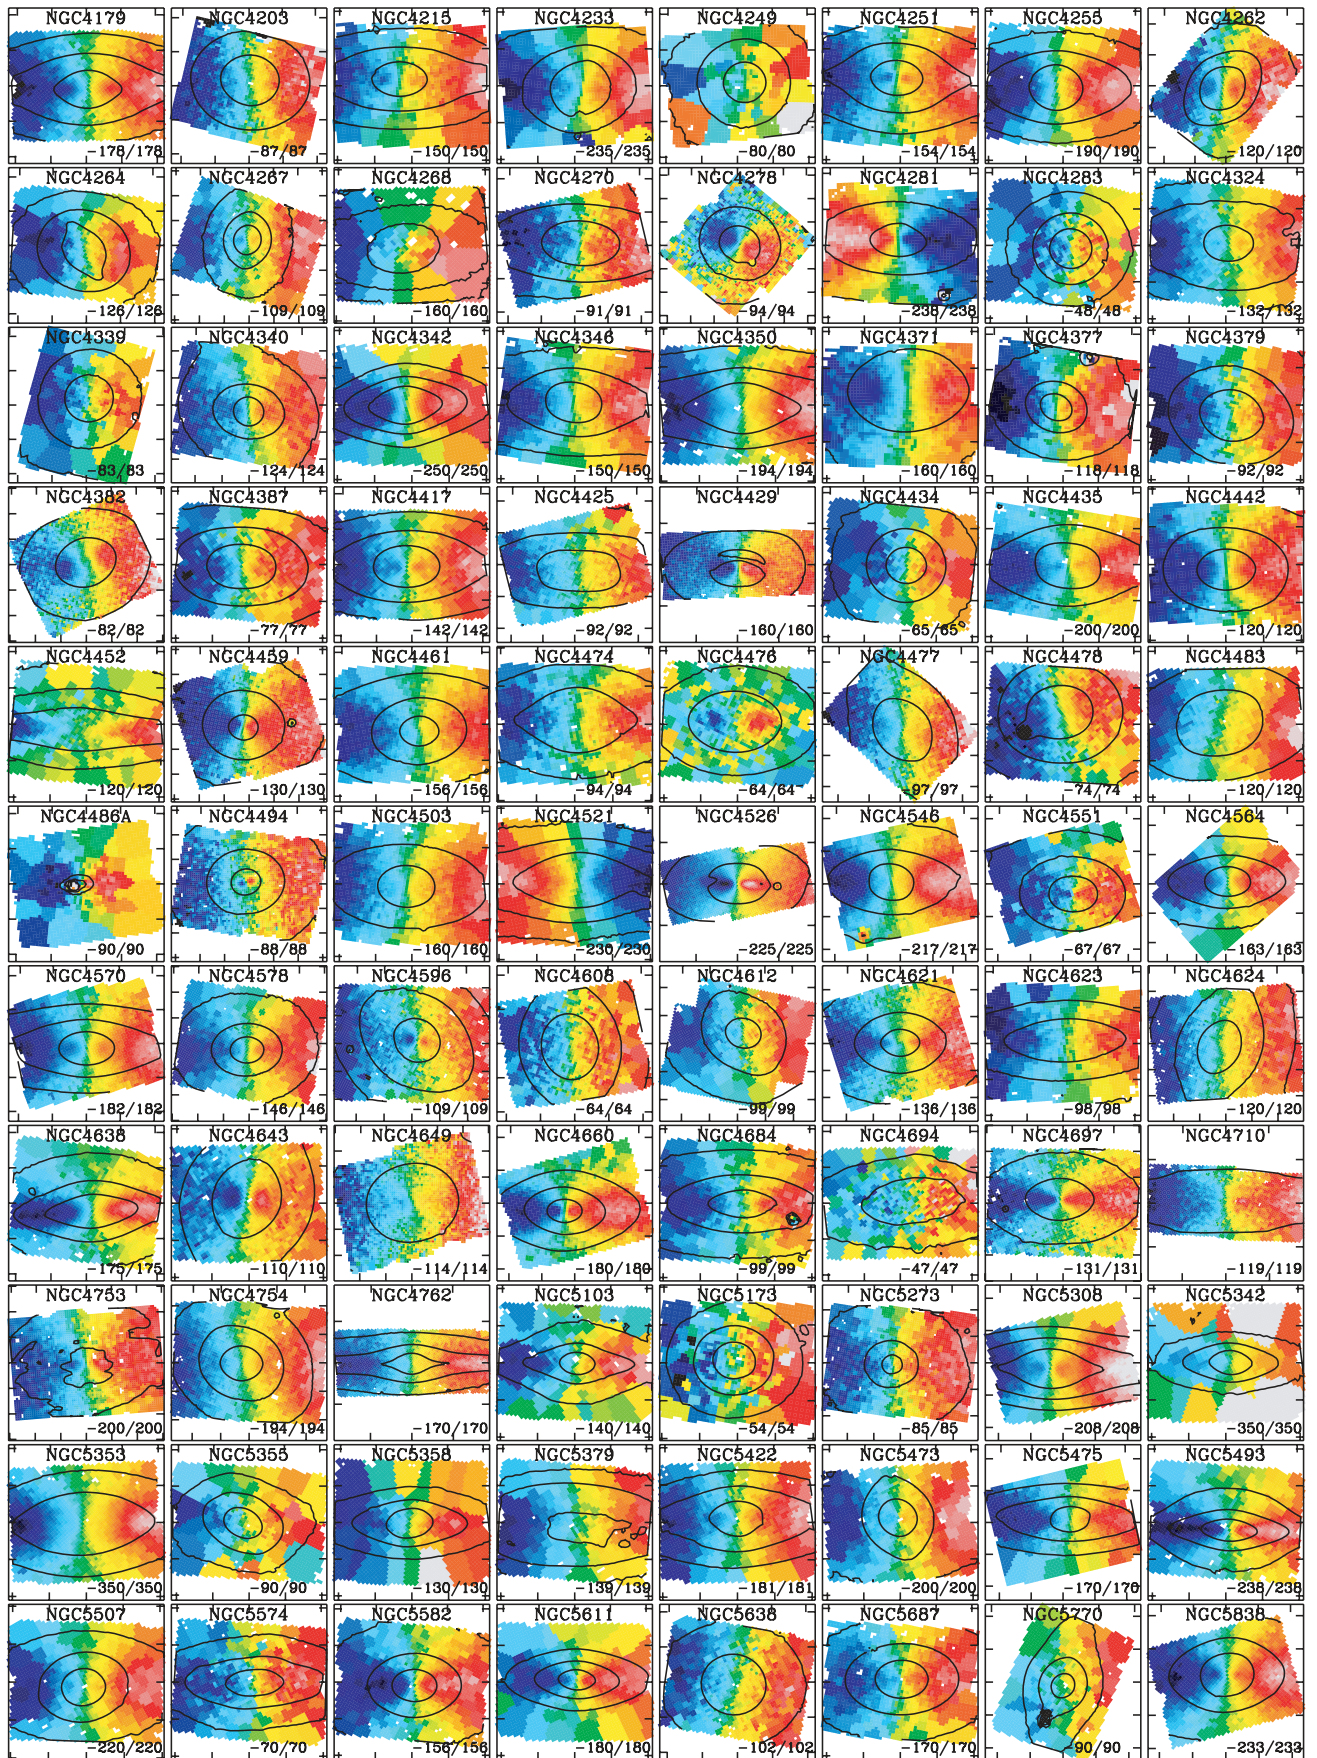 NGC4179 NGC4203 NGC4215 NGC4233 NGC4249 NGC4251 NGC4255 NGC4262
-178/178 -87/87 -150/150 -235/235 -80/80 -154/154 -190/190 -120/120
NGC4264 NGC4267 NGC4268 NGC4270 NGC4278 NGC4281 NGC4283 NGC4324
-126/126 -109/109 -160/160 -91/91 -94/94 -238/238 -48/48 -132/132
NGC4339 NGC4340 NGC4342 NGC4346 NGC4350 NGC4371 NGC4377 NGC4379
-83/83 -124/124 -250/250 -150/150 -194/194 -160/160 -118/118 -92/92
NGC4382 NGC4387 NGC4417 NGC4425 NGC4429 NGC4434 NGC4435 NGC4442
-82/82 -77/77 -142/142 -92/92 -160/160 -65/65 -200/200 -120/120
NGC4452 NGC4459 NGC4461 NGC4474 NGC4476 NGC4477 NGC4478 NGC4483
-120/120 -130/130 -156/156 -94/94 -64/64 -97/97 -74/74 -120/120
NGC4486A NGC4494 NGC4503 NGC4521 NGC4526 NGC4546 NGC4551 NGC4564
-90/90 -88/88 -160/160 -230/230 -225/225 -217/217 -67/67 -163/163
NGC4570 NGC4578 NGC4596 NGC4608 NGC4612 NGC4621 NGC4623 NGC4624
-182/182 -146/146 -109/109 -64/64 -99/99 -136/136 -98/98 -120/120
NGC4638 NGC4643 NGC4649 NGC4660 NGC4684 NGC4694 NGC4697 NGC4710
-175/175 -110/110 -114/114 -180/180 -99/99 -47/47 -131/131 -119/119
NGC4753 NGC4754 NGC4762 NGC5103 NGC5173 NGC5273 NGC5308 NGC5342
-200/200 -194/194 -170/170 -140/140 -54/54 -85/85 -208/208 -350/350
NGC5353 NGC5355 NGC5358 NGC5379 NGC5422 NGC5473 NGC5475 NGC5493
-350/350 -90/90 -130/130 -139/139 -181/181 -200/200 -170/170 -238/238
NGC5507 NGC5574 NGC5582 NGC5611 NGC5638 NGC5687 NGC5770 NGC5838
-220/220 -70/70 -156/156 -180/180 -102/102 -170/170 -90/90 -233/233